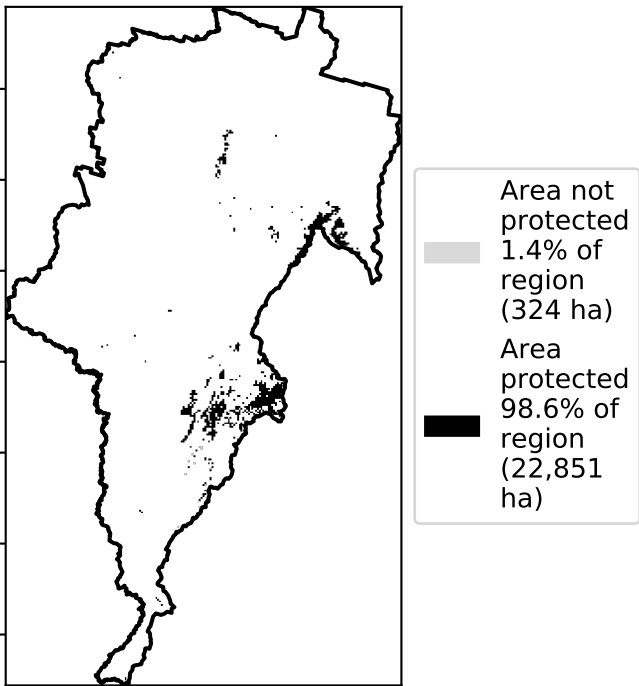 Area not
protected
1.4% of
region
(324 ha)
Area
protected
98.6% of
region
(22,851
ha)